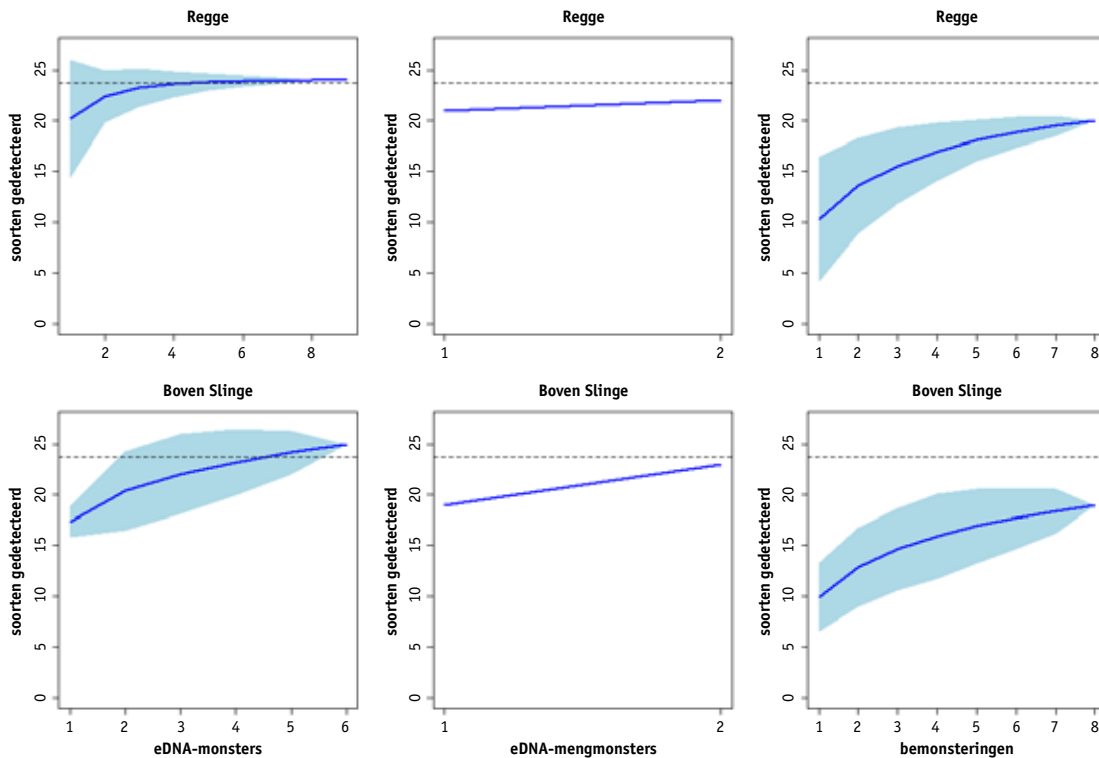 Regge
Regge
Regge
soorten gedetecteerd
0 5 10 15 20 25
2 4 6 8
soorten gedetecteerd
0 5 10 15 20 25
1 2
soorten gedetecteerd
0 5 10 15 20 25
1 2 3 4 5 6 7 8
Boven Slinge
Boven Slinge
Boven Slinge
soorten gedetecteerd
0 5 10 15 20 25
1 2 3 4 5 6
eDNA-monsters
soorten gedetecteerd
0 5 10 15 20 25
1 2
eDNA-mengmonsters
soorten gedetecteerd
0 5 10 15 20 25
1 2 3 4 5 6 7 8
bemonsteringen